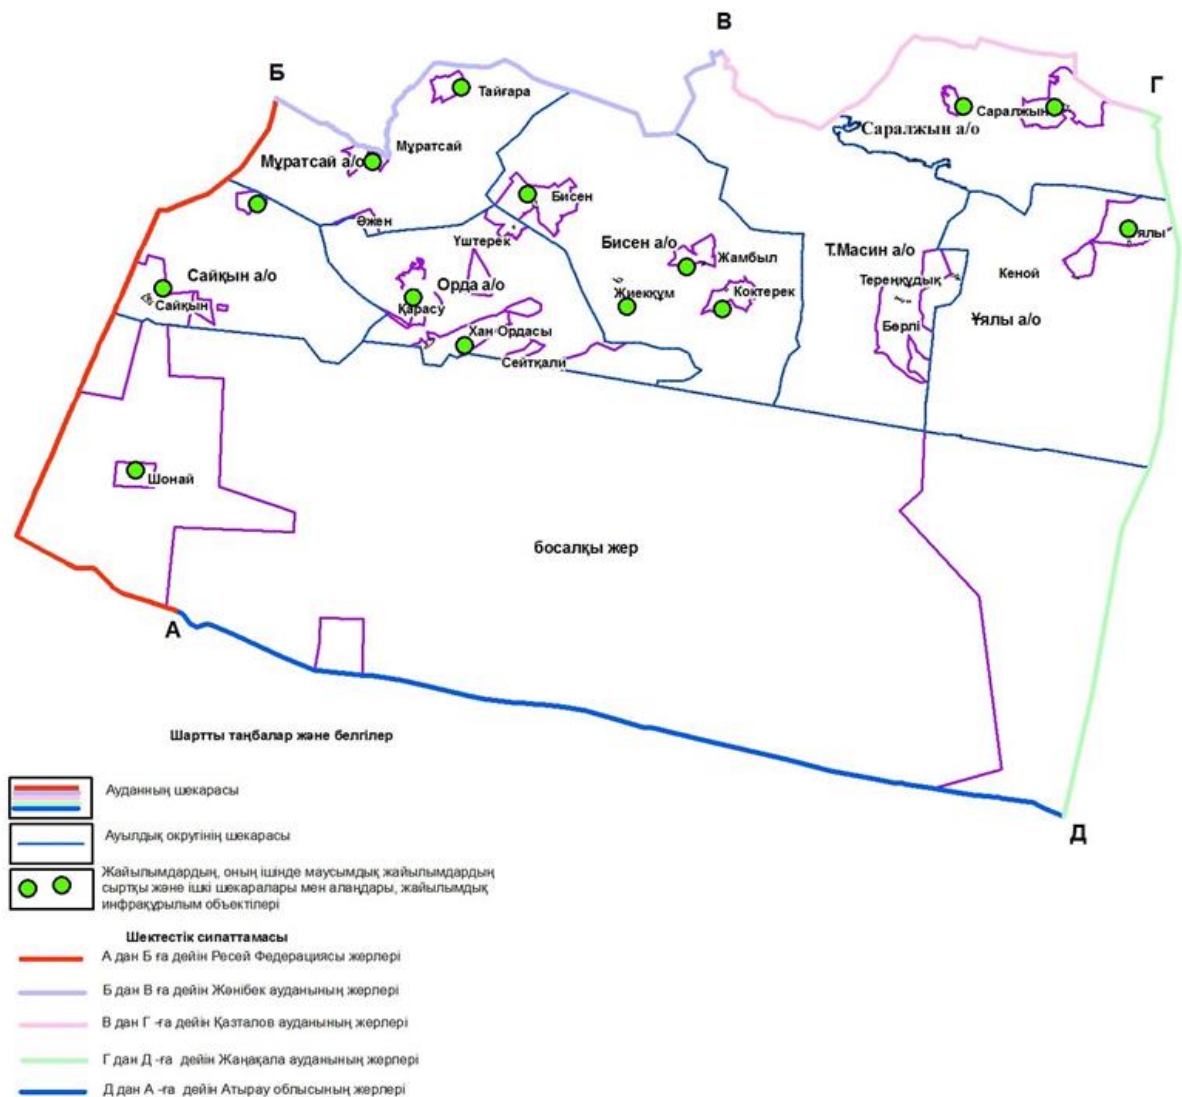 В
Б
Г
Тайғара
Саралжын
Саралжын а/о
Мұратсай
Мұратсай а/о
Әжен
Бисен
Үштерек
Бисен а/о
Жамбыл
Т.Масин а/о
Ұялы
Кеной
Сайқын а/о
Орда а/о
Теренқұдық
Сайқын
Қарасу
Жиекқұм
Коктерек
Ұялы а/о
Бөрлі
Хан Ордасы
Сейтқали
Шонай
босалқы жер
А
Д
Шартты таңбалар және белгілер
Ауданның шекарасы
Ауылдық округінің шекарасы
Жайылымдардың, оның ішінде маусымдық жайылымдардың
сыртқы және ішкі шекаралары мен алаңдары, жайылымдық
инфрақұрылым объектілері
Шектестік сипаттамасы
А дан Б ға дейін Ресей Федерациясы жерлері
Б дан В ға дейін Жәнібек ауданының жерлері
В дан Г -ға дейін Қазталов ауданының жерлері
Г дан Д -ға дейін Жаңақала ауданының жерлері
Д дан А -ға дейін Атырау облысының жерлері